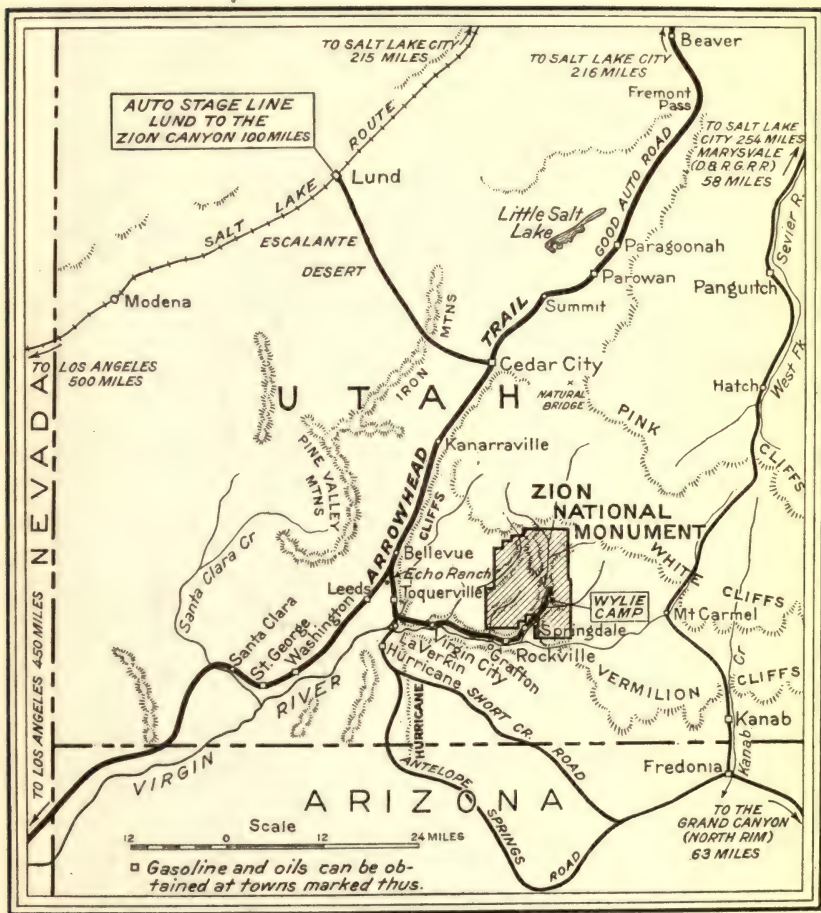 TO SALT LAKE CITY
215 MILES
TO SALT LAKE CITY
216 MILES
Beaver
Fremont
Pass
AUTO STAGE LINE
LUND TO THE
ZION CANYON 100 MILES
TO SALT LAKE
CITY 254 MILES
MARYSVALE
(D.& R.G.R.R)
58 MILES
SALT LAKE ROUTE
Lund
GOOD AUTO ROAD
Sevier R.
Little Salt
Lake
ESCALANTE
DESERT
Paragoonah
Parowan
Panguitch
Modena
Summit
MTNS
TRAIL
TO LOS ANGELES
500 MILES
Cedar City
West Fk.
UTAH
IRON
NATURAL
BRIDGE
Hatch
PINK
CLIFFS
Kanarraville
PINE VALLEY
MTNS
ZION
NATIONAL
MONUMENT
NEVADA
ARROWHEAD
CLIFFS
Santa Clara Cr
Bellevue
Echo Ranch
WHITE
CLIFFS
Leeds
Toquerville
WYLIE
CAMP
Mt Carmel
Santa Clara
St. George
Washington
Springdale
Virgin City
Grafton
Rockville
LaVerkin
Hurricane
VERMILION
CLIFFS
Kanab
Kanab Cr
TO LOS ANGELES 450 MILES
VIRGIN RIVER
HURRICANE
SHORT CR. ROAD
Fredonia
ARIZONA
ANTELOPE
SPRINGS
ROAD
TO THE
GRAND CANYON
(NORTH RIM)
63 MILES
Scale
12 0 12 24 MILES
Gasoline and oils can be ob-
tained at towns marked thus.